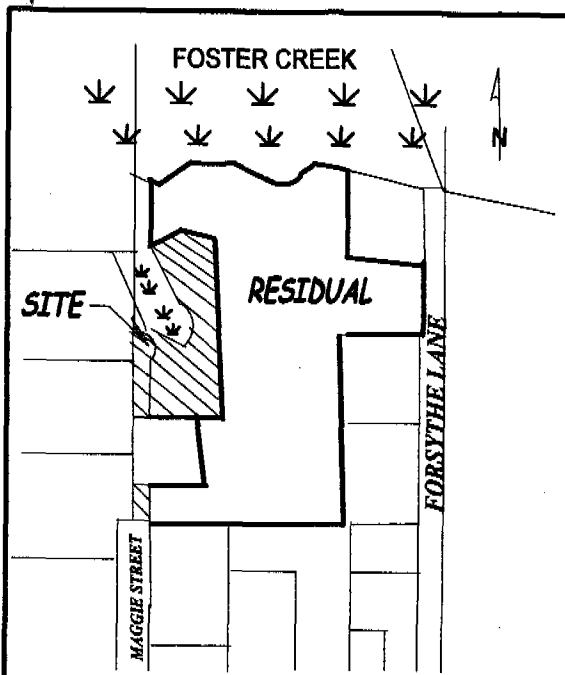 FOSTER CREEK
N
SITE
RESIDUAL
FORSYTHE LANE
MAGGIE STREET